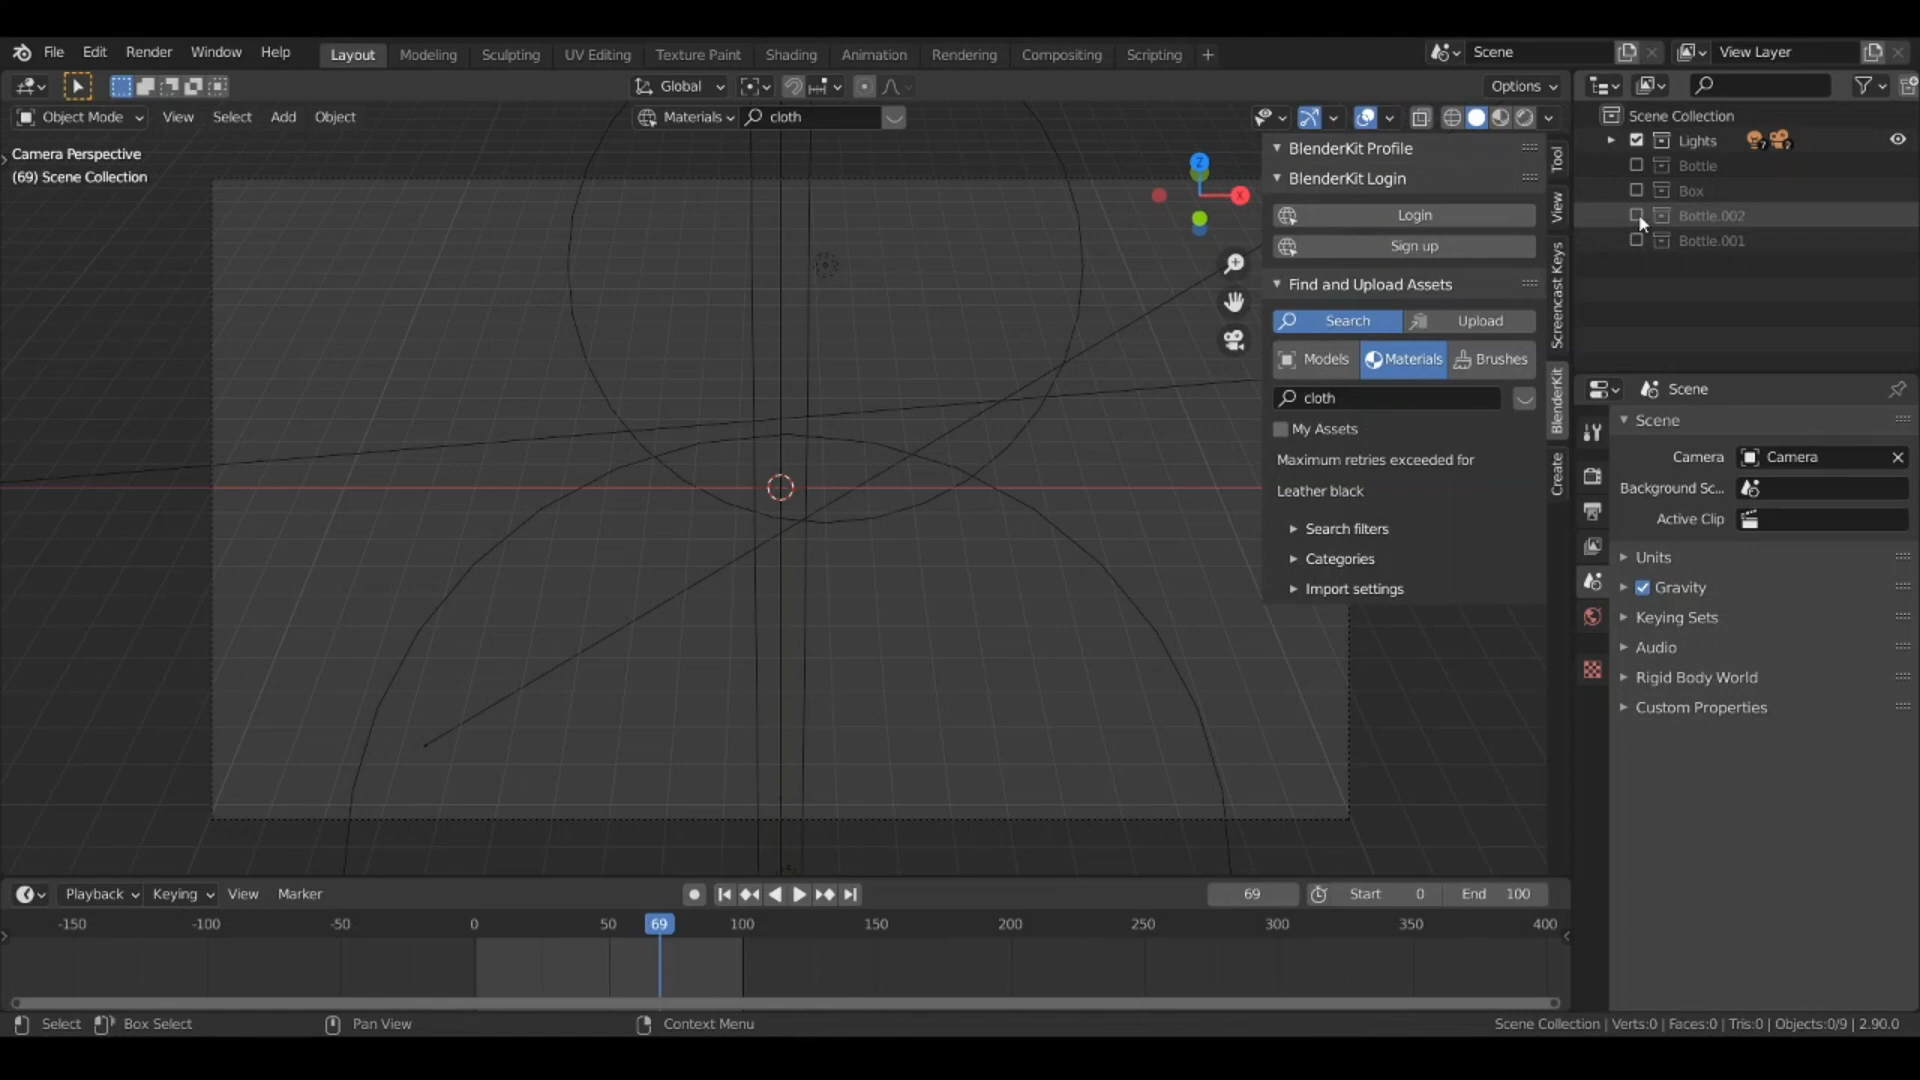 File Edit Render Window Help Layout Modeling Sculpting UV Editing Texture Paint Shading Animation Rendering Compositing Scripting + Scene View Layer
Global Options
Object Mode View Select Add Object Materials cloth
Camera Perspective
(69) Scene Collection
Z
X
BlenderKit Profile
BlenderKit Login
Login
Sign up
Find and Upload Assets
Search Upload
Models Materials Brushes
cloth
My Assets
Maximum retries exceeded for
Leather black
Search filters
Categories
Import settings
Tool
View
Screencast Keys
BlenderKit
Create
Scene Collection
Lights 7 2
Bottle
Box
Bottle.002
Bottle.001
Scene
Scene
Camera Camera
Background Sc...
Active Clip
Units
Gravity
Keying Sets
Audio
Rigid Body World
Custom Properties
Playback Keying View Marker 69 Start 0 End 100
-150 -100 -50 0 50 69 100 150 200 250 300 350 400
Select Box Select Pan View Context Menu Scene Collection | Verts:0 | Faces:0 | Tris:0 | Objects:0/9 | 2.90.0